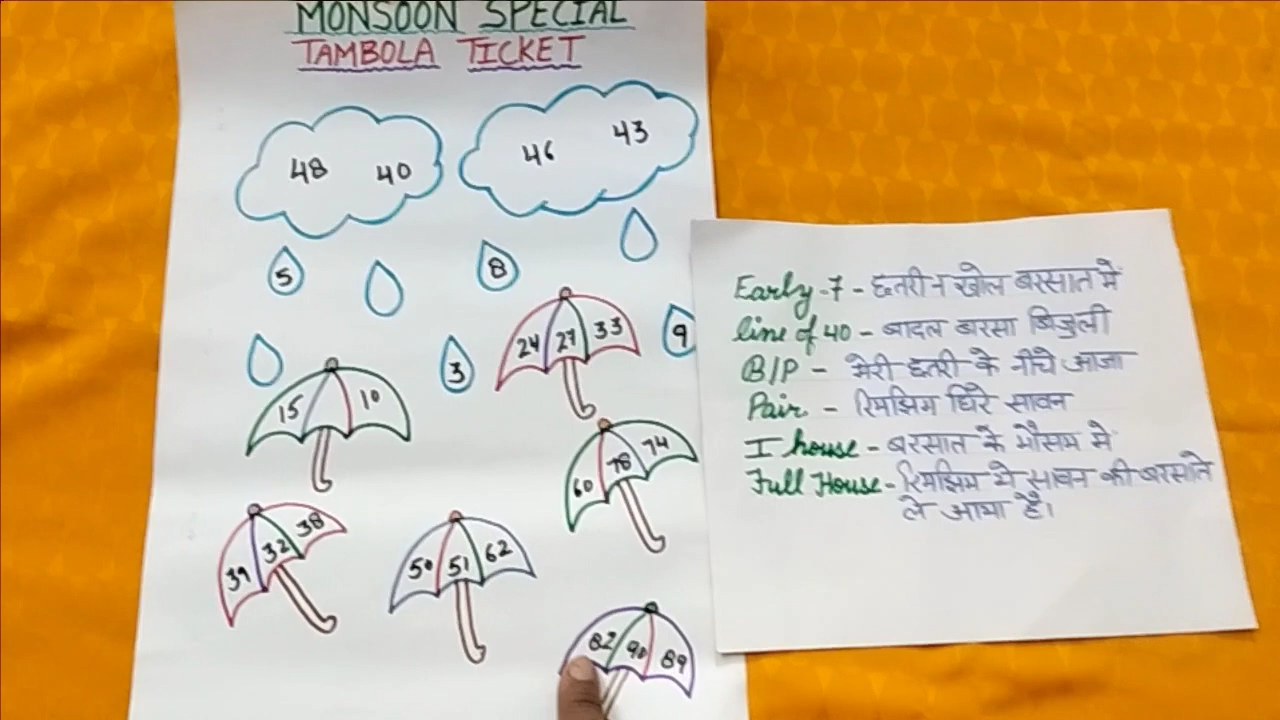 MONSOON SPECIAL
TAMBOLA TICKET
48 40
46 43
5
8
9
3
24 27 33
15 10
60 78 74
39 32 38
50 51 62
82 90 89
Early-7 - छतरी न खोल बरसात में
line of 40 - बादल बरसा बिजुली
B/P - मेरी छतरी के नीचे आजा
Pair - रिमझिम घिरे सावन
I house - बरसात के मौसम में
Full House - रिमझिम ये सावन की बरसाते
ले आया है।